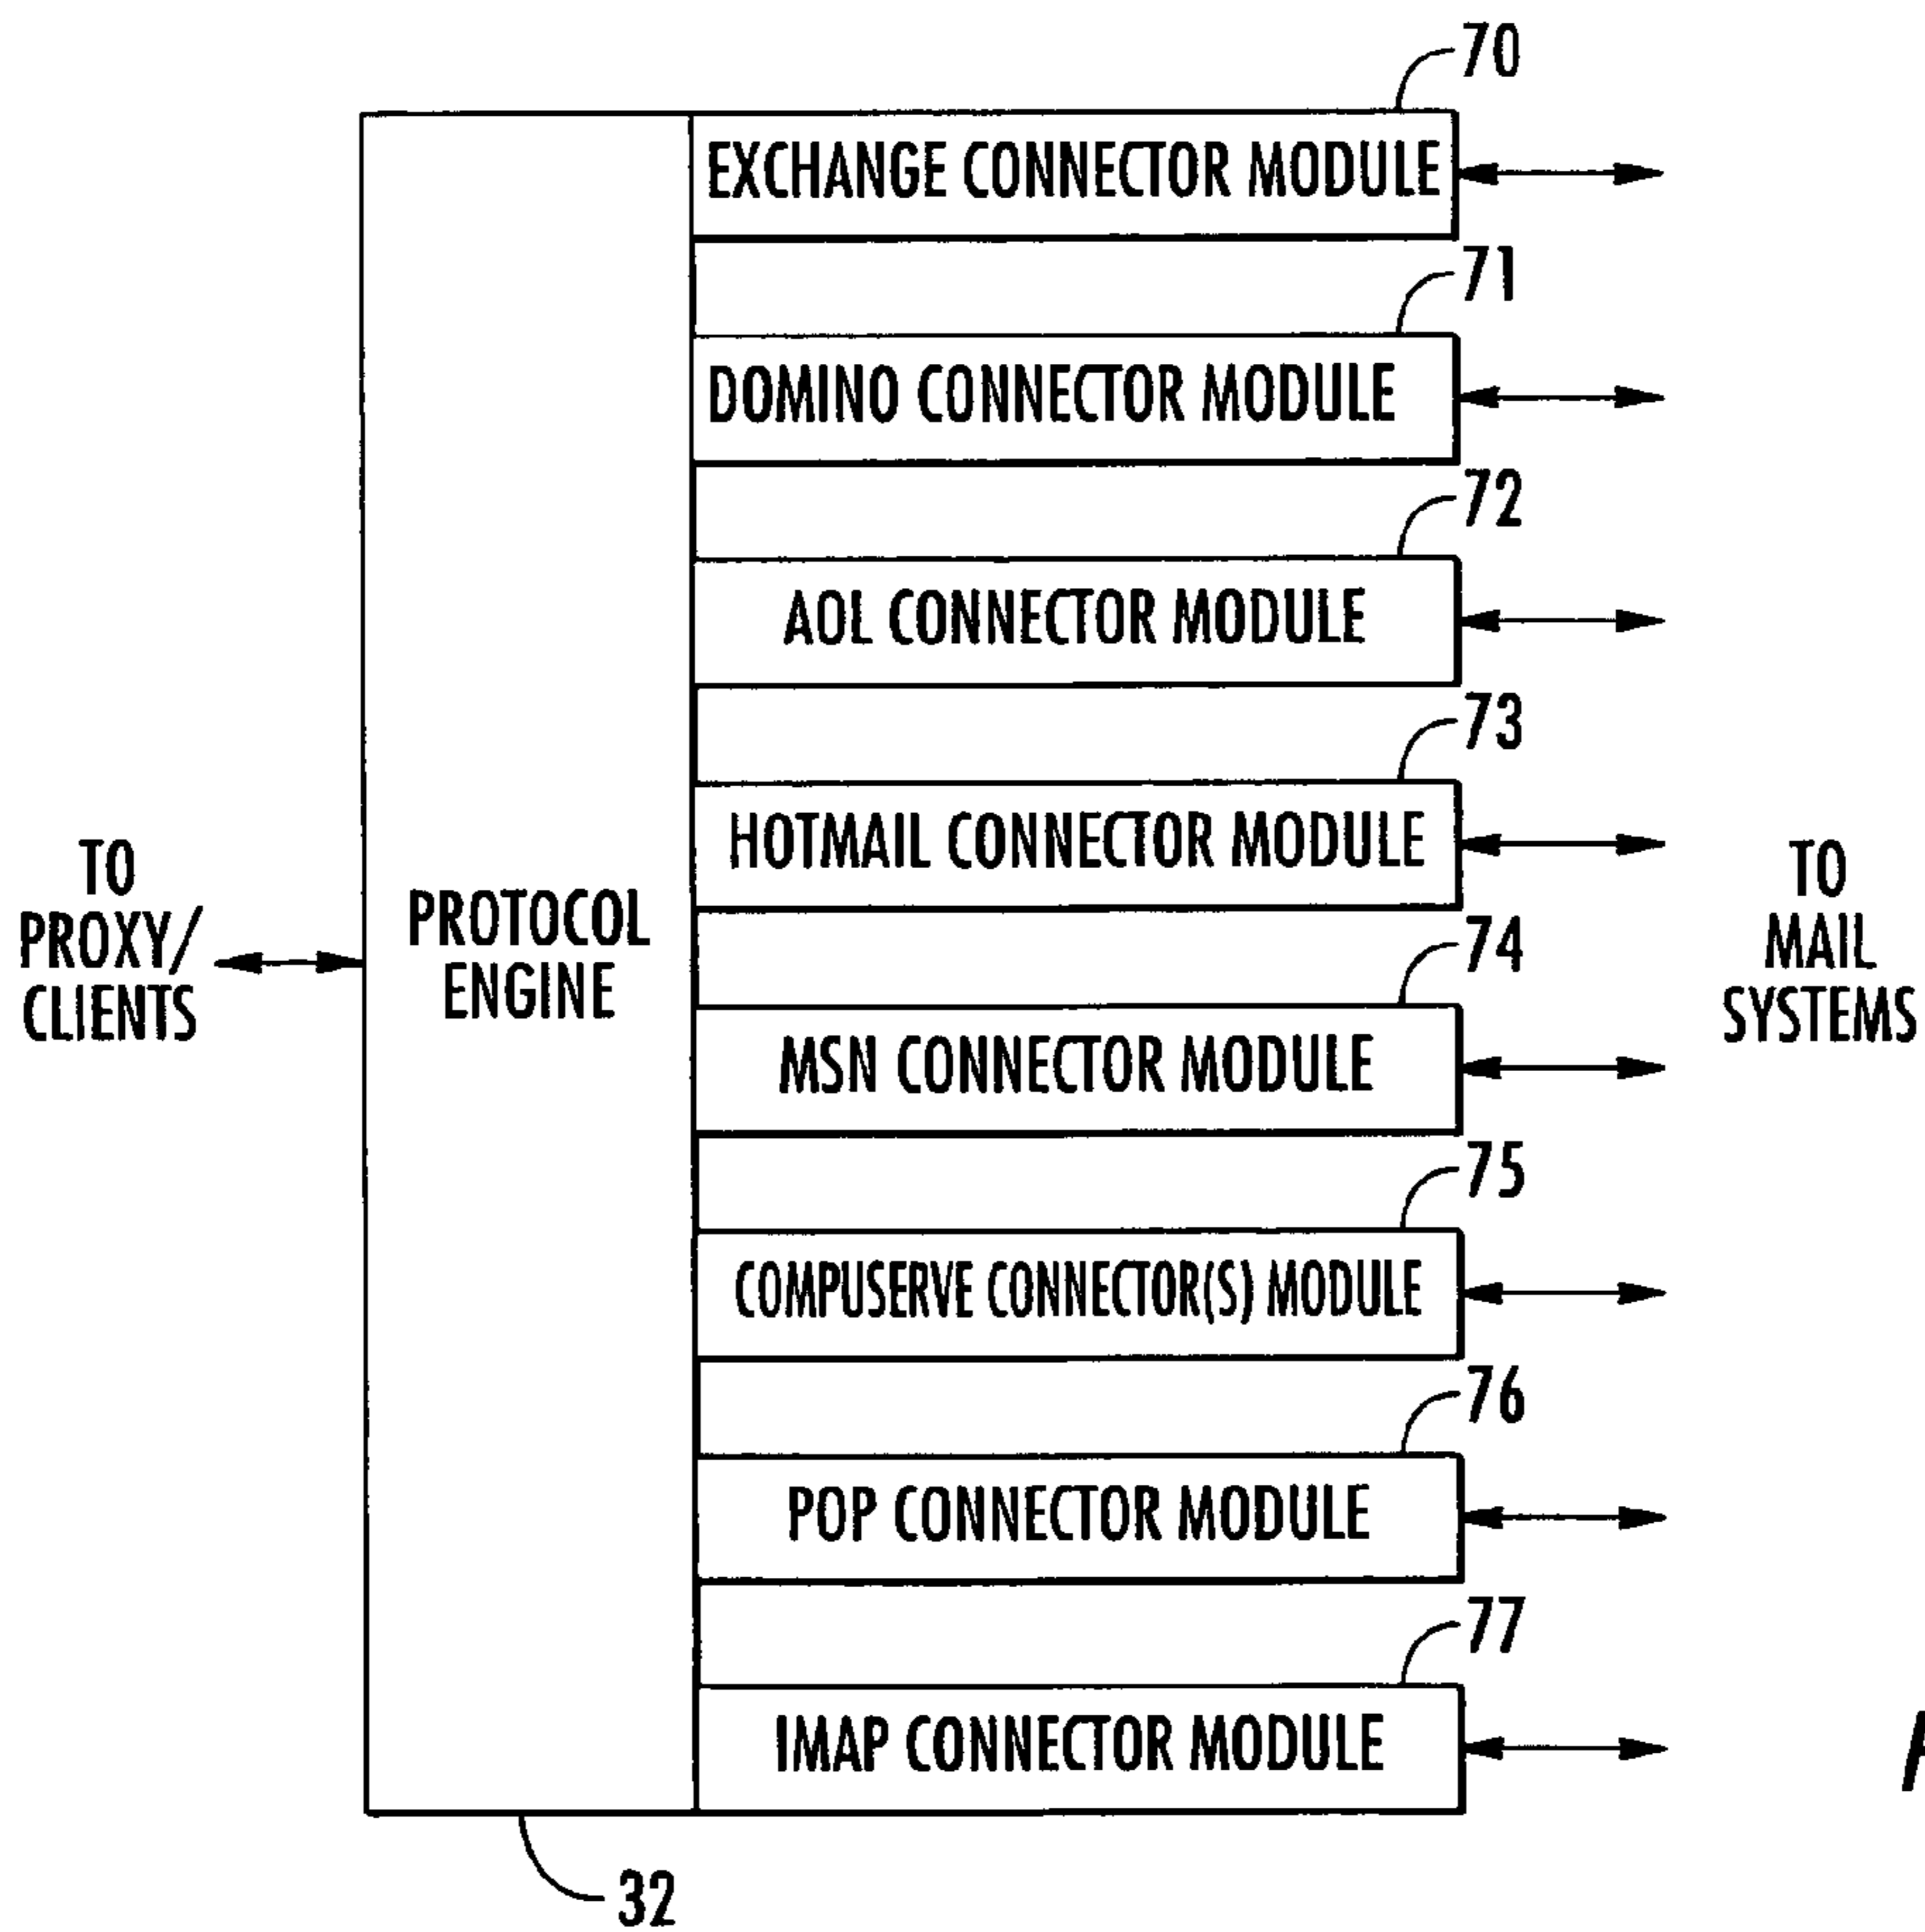 70
EXCHANGE CONNECTOR MODULE
71
DOMINO CONNECTOR MODULE
72
AOL CONNECTOR MODULE
73
HOTMAIL CONNECTOR MODULE
TO
PROXY/
CLIENTS
PROTOCOL
ENGINE
TO
MAIL
SYSTEMS
74
MSN CONNECTOR MODULE
75
COMPUSERVE CONNECTOR(S) MODULE
76
POP CONNECTOR MODULE
77
IMAP CONNECTOR MODULE
32